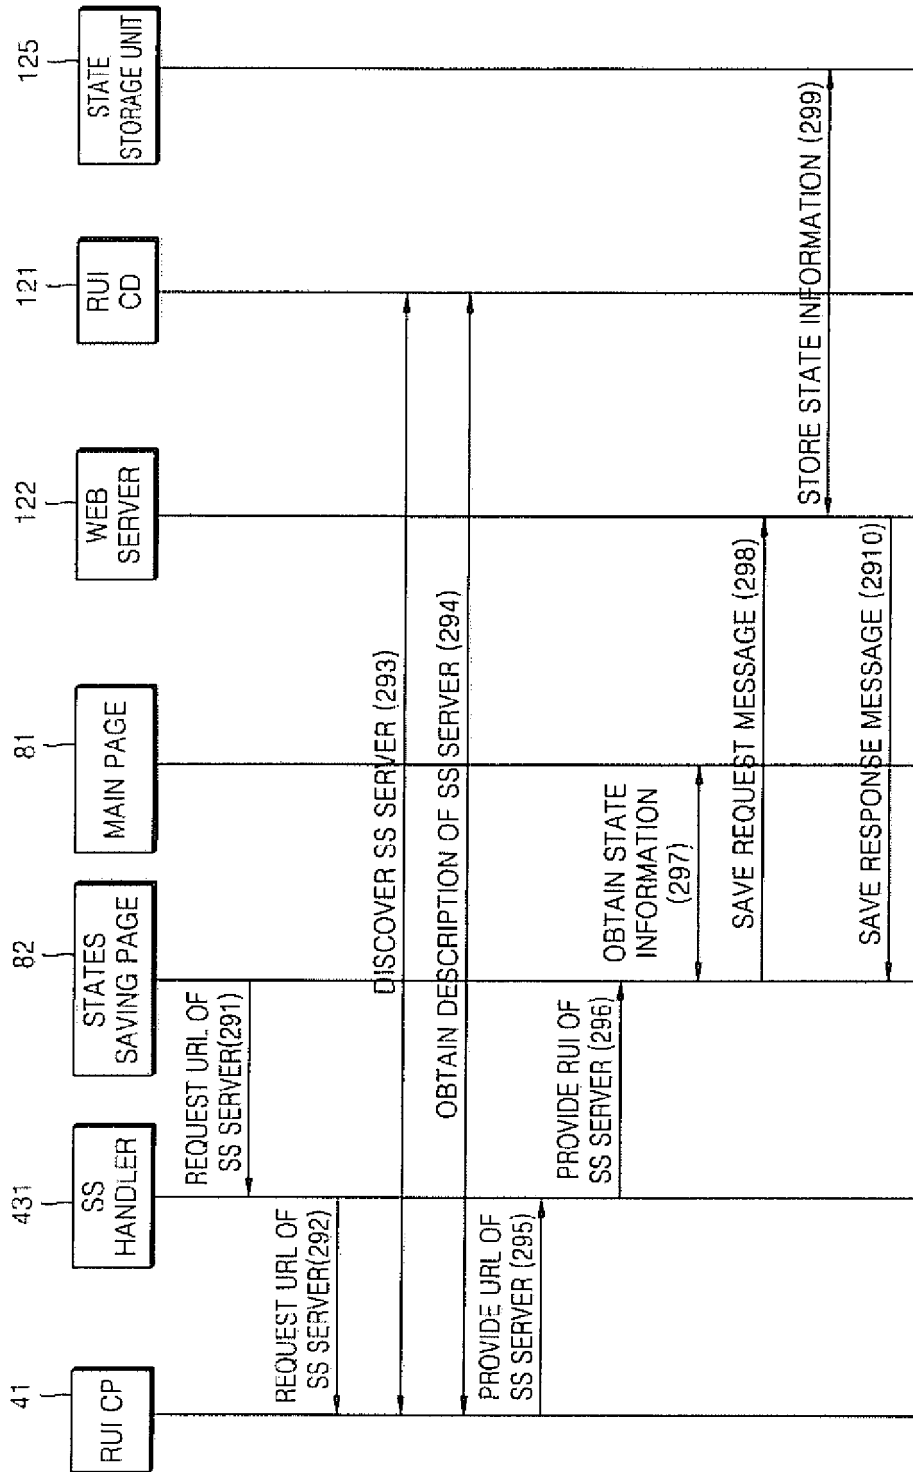 41
RUI CP
431
SS
HANDLER
82
STATES
SAVING PAGE
81
MAIN PAGE
122
WEB
SERVER
121
RUI
CD
125
STATE
STORAGE UNIT
REQUEST URL OF
SS SERVER(291)
REQUEST URL OF
SS SERVER(292)
DISCOVER SS SERVER (293)
OBTAIN DESCRIPTION OF SS SERVER (294)
PROVIDE URL OF
SS SERVER (295)
PROVIDE RUI OF
SS SERVER (296)
OBTAIN STATE
INFORMATION
(297)
SAVE REQUEST MESSAGE (298)
STORE STATE INFORMATION (299)
SAVE RESPONSE MESSAGE (2910)